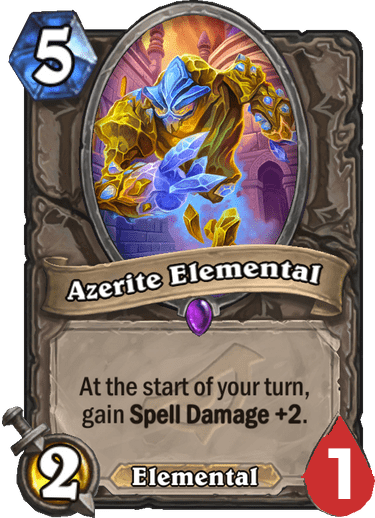 5
Azerite Elemental
At the start of your turn,
gain Spell Damage +2.
2
Elemental
1